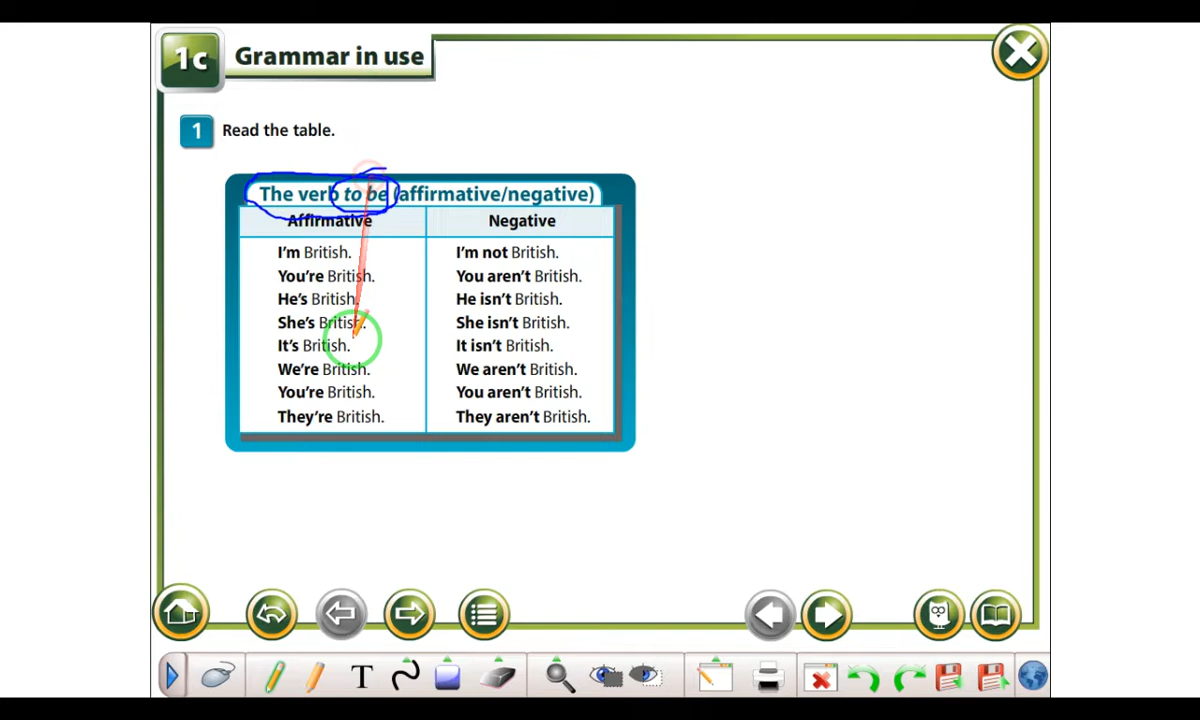 1c Grammar in use
1 Read the table.
The verb to be (affirmative/negative)
Affirmative Negative
I'm British. I'm not British.
You're British. You aren't British.
He's British. He isn't British.
She's British. She isn't British.
It's British. It isn't British.
We're British. We aren't British.
You're British. You aren't British.
They're British. They aren't British.
T